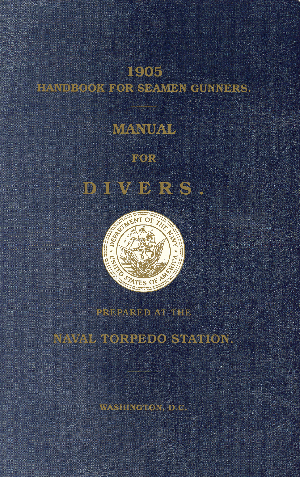 1905
HANDBOOK FOR SEAMEN GUNNERS.
MANUAL
FOR
DIVERS.
DEPARTMENT OF THE NAVY
UNITED STATES OF AMERICA
PREPARED AT THE
NAVAL TORPEDO STATION.
WASHINGTON, D.C.